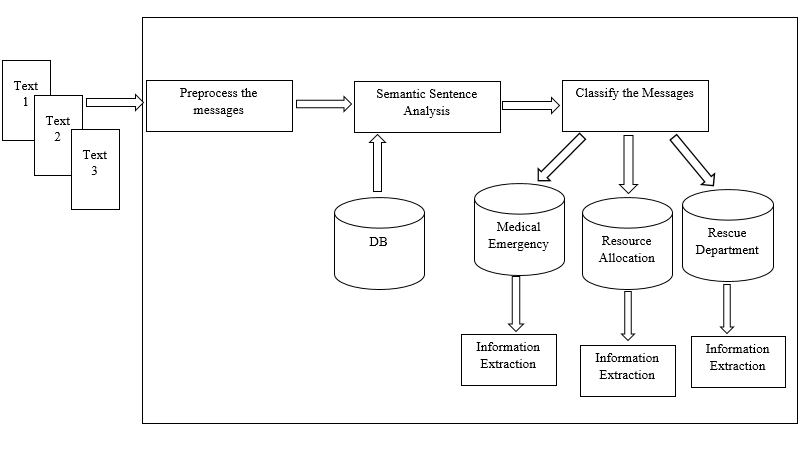 Text
1
Text
2
Text
3
Preprocess the
messages
Semantic Sentence
Analysis
Classify the Messages
DB
Medical
Emergency
Resource
Allocation
Rescue
Department
Information
Extraction
Information
Extraction
Information
Extraction